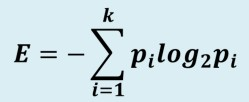 E = − ∑_{i=1}^{k} p_i log_2 p_i